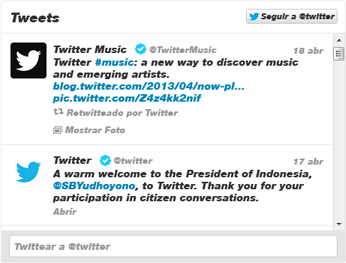 Tweets
Seguir a @twitter
Twitter Music @TwitterMusic 18 abr
Twitter #music: a new way to discover music
and emerging artists.
blog.twitter.com/2013/04/now-pl...
pic.twitter.com/Z4z4kk2nif
Retwitteado por Twitter
Mostrar Foto
Twitter @twitter 17 abr
A warm welcome to the President of Indonesia,
@SBYudhoyono, to Twitter. Thank you for your
participation in citizen conversations.
Abrir
Twittear a @twitter